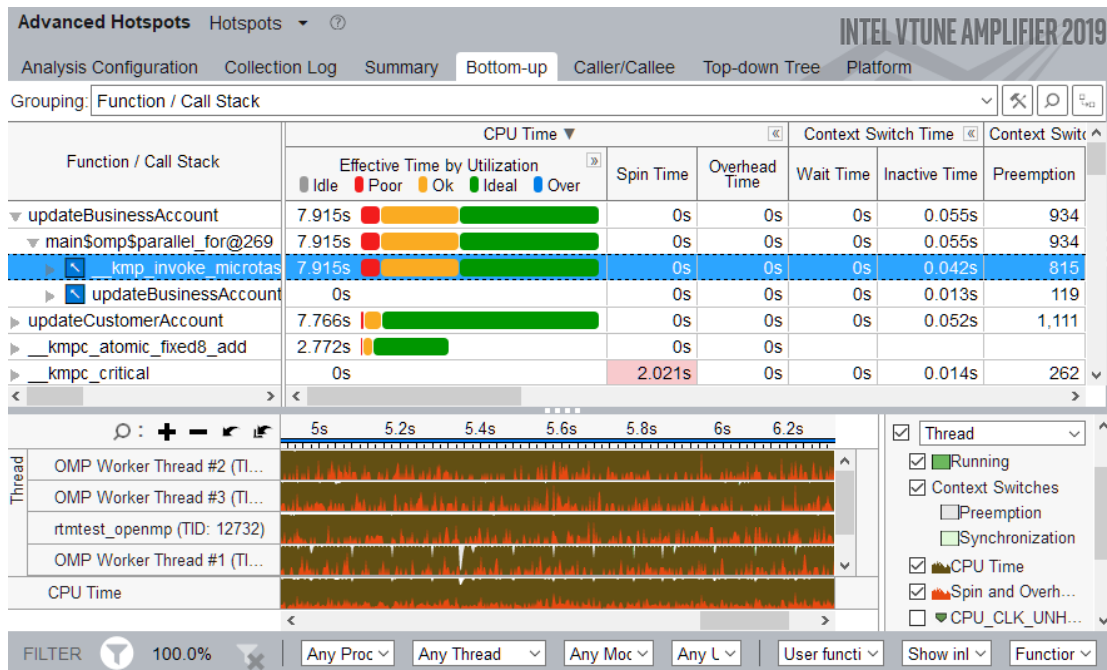 Advanced Hotspots Hotspots
INTEL VTUNE AMPLIFIER 2019
Analysis Configuration Collection Log Summary Bottom-up Caller/Callee Top-down Tree Platform
Grouping: Function / Call Stack
Function / Call Stack
CPU Time
Context Switch Time
Context Switc
Effective Time by Utilization
Idle Poor Ok Ideal Over
Spin Time
Overhead Time
Wait Time
Inactive Time
Preemption
updateBusinessAccount 7.915s 0s 0s 0s 0.055s 934
main$omp$parallel_for@269 7.915s 0s 0s 0s 0.055s 934
__kmp_invoke_microtas 7.915s 0s 0s 0s 0.042s 815
updateBusinessAccount 0s 0s 0s 0s 0.013s 119
updateCustomerAccount 7.766s 0s 0s 0s 0.052s 1,111
__kmpc_atomic_fixed8_add 2.772s 0s 0s
__kmpc_critical 0s 2.021s 0s 0s 0.014s 262
5s 5.2s 5.4s 5.6s 5.8s 6s 6.2s
Thread
OMP Worker Thread #2 (TI...
OMP Worker Thread #3 (TI...
rtmtest_openmp (TID: 12732)
OMP Worker Thread #1 (TI...
CPU Time
Thread
Running
Context Switches
Preemption
Synchronization
CPU Time
Spin and Overh...
CPU_CLK_UNH...
FILTER 100.0% Any Proc Any Thread Any Moc Any L User functi Show inl Functior